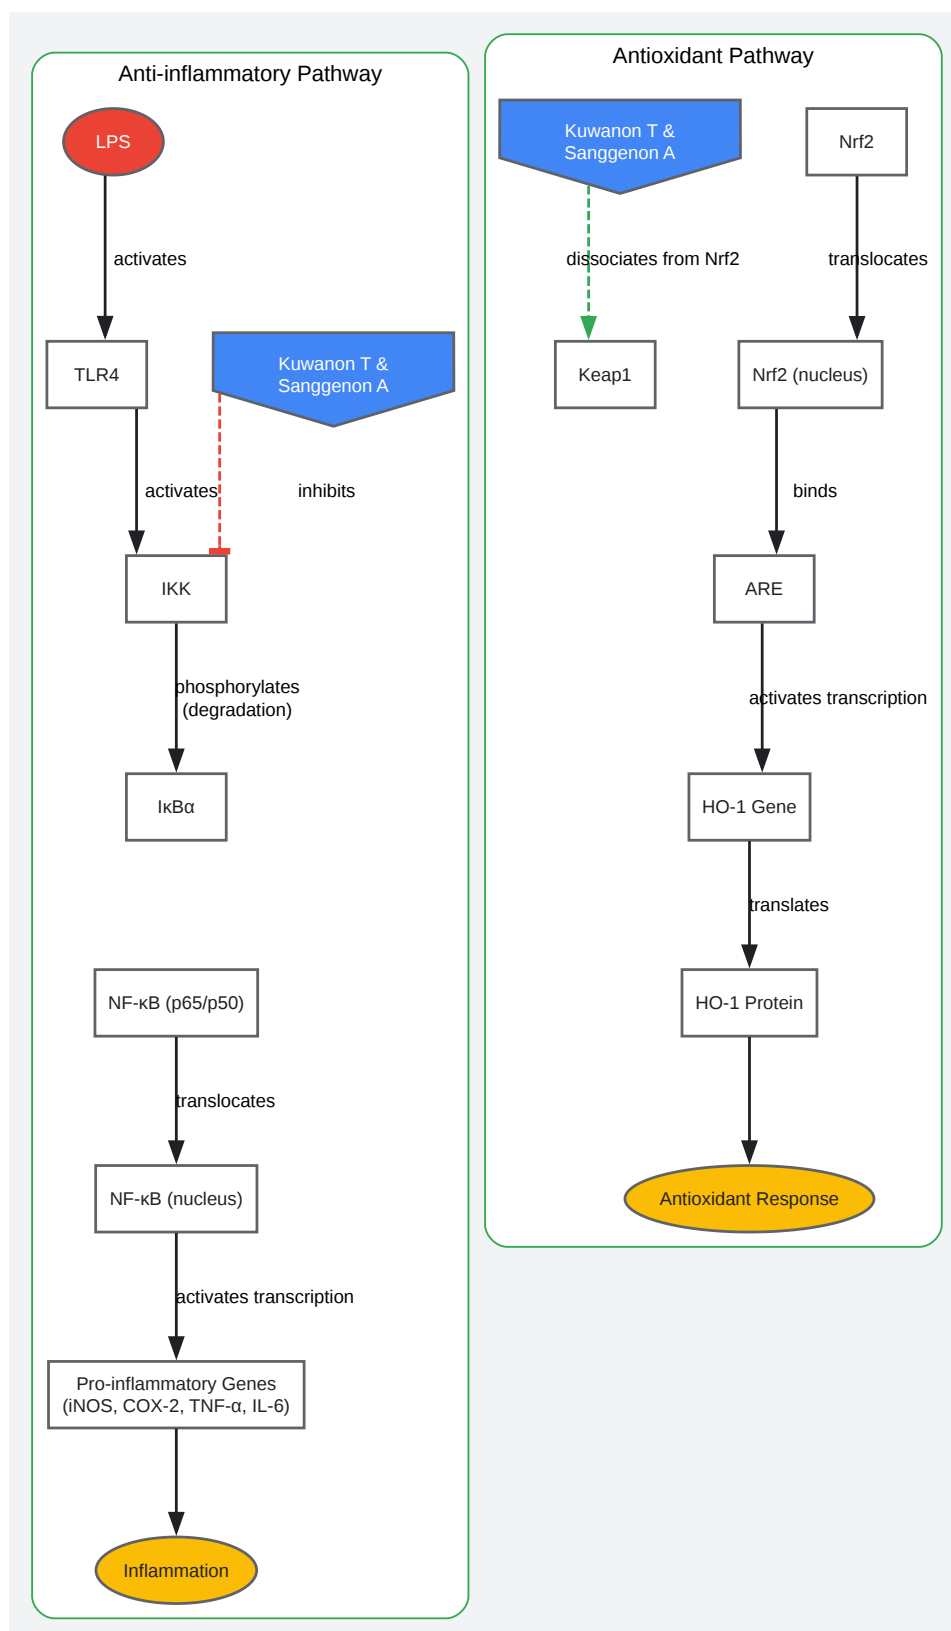 Anti-inflammatory Pathway
LPS
activates
TLR4
Kuwanon T &
Sanggenon A
activates
inhibits
IKK
phosphorylates
(degradation)
IκBα
NF-κB (p65/p50)
translocates
NF-κB (nucleus)
activates transcription
Pro-inflammatory Genes
(iNOS, COX-2, TNF-α, IL-6)
Inflammation
Antioxidant Pathway
Kuwanon T &
Sanggenon A
Nrf2
dissociates from Nrf2
translocates
Keap1
Nrf2 (nucleus)
binds
ARE
activates transcription
HO-1 Gene
translates
HO-1 Protein
Antioxidant Response